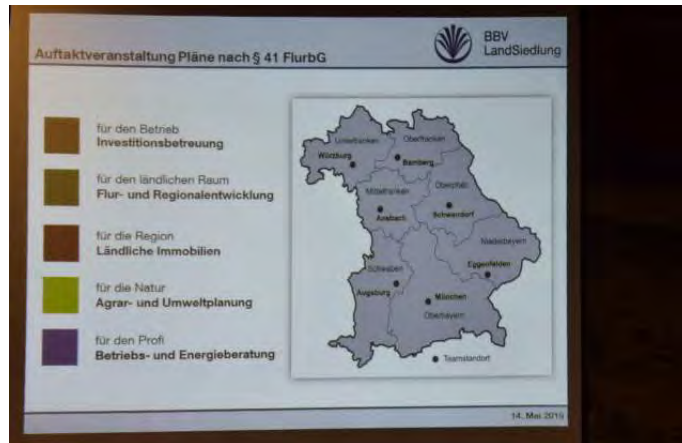 Auftaktveranstaltung Pläne nach § 41 FlurbG
BBV
LandSiedlung
für den Betrieb
Investitionsbetreuung
für den ländlichen Raum
Flur- und Regionalentwicklung
für die Region
Ländliche Immobilien
für die Natur
Agrar- und Umweltplanung
für den Profi
Betriebs- und Energieberatung
Unterfranken
Oberfranken
Würzburg
Bamberg
Mittelfranken
Oberpfalz
Ansbach
Schwandorf
Niederbayern
Eggenfelden
Schwaben
Augsburg
München
Oberbayern
Teamstandort
14. Mai 2015